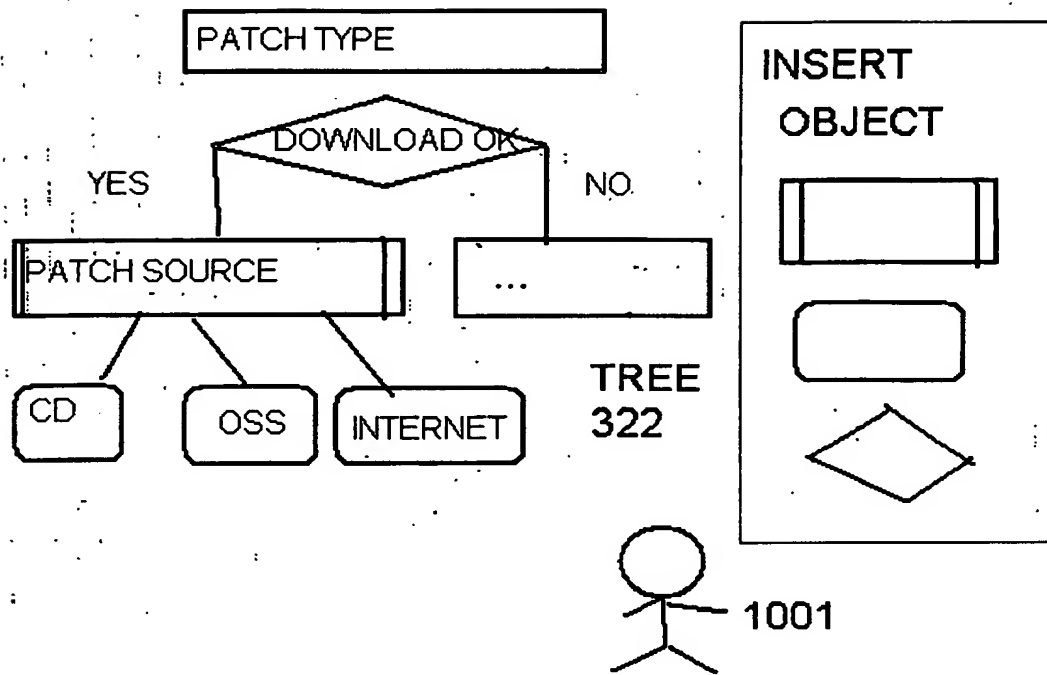 PATCH TYPE
DOWNLOAD OK
YES
NO
PATCH SOURCE
...
CD
OSS
INTERNET
TREE
322
INSERT
OBJECT
1001